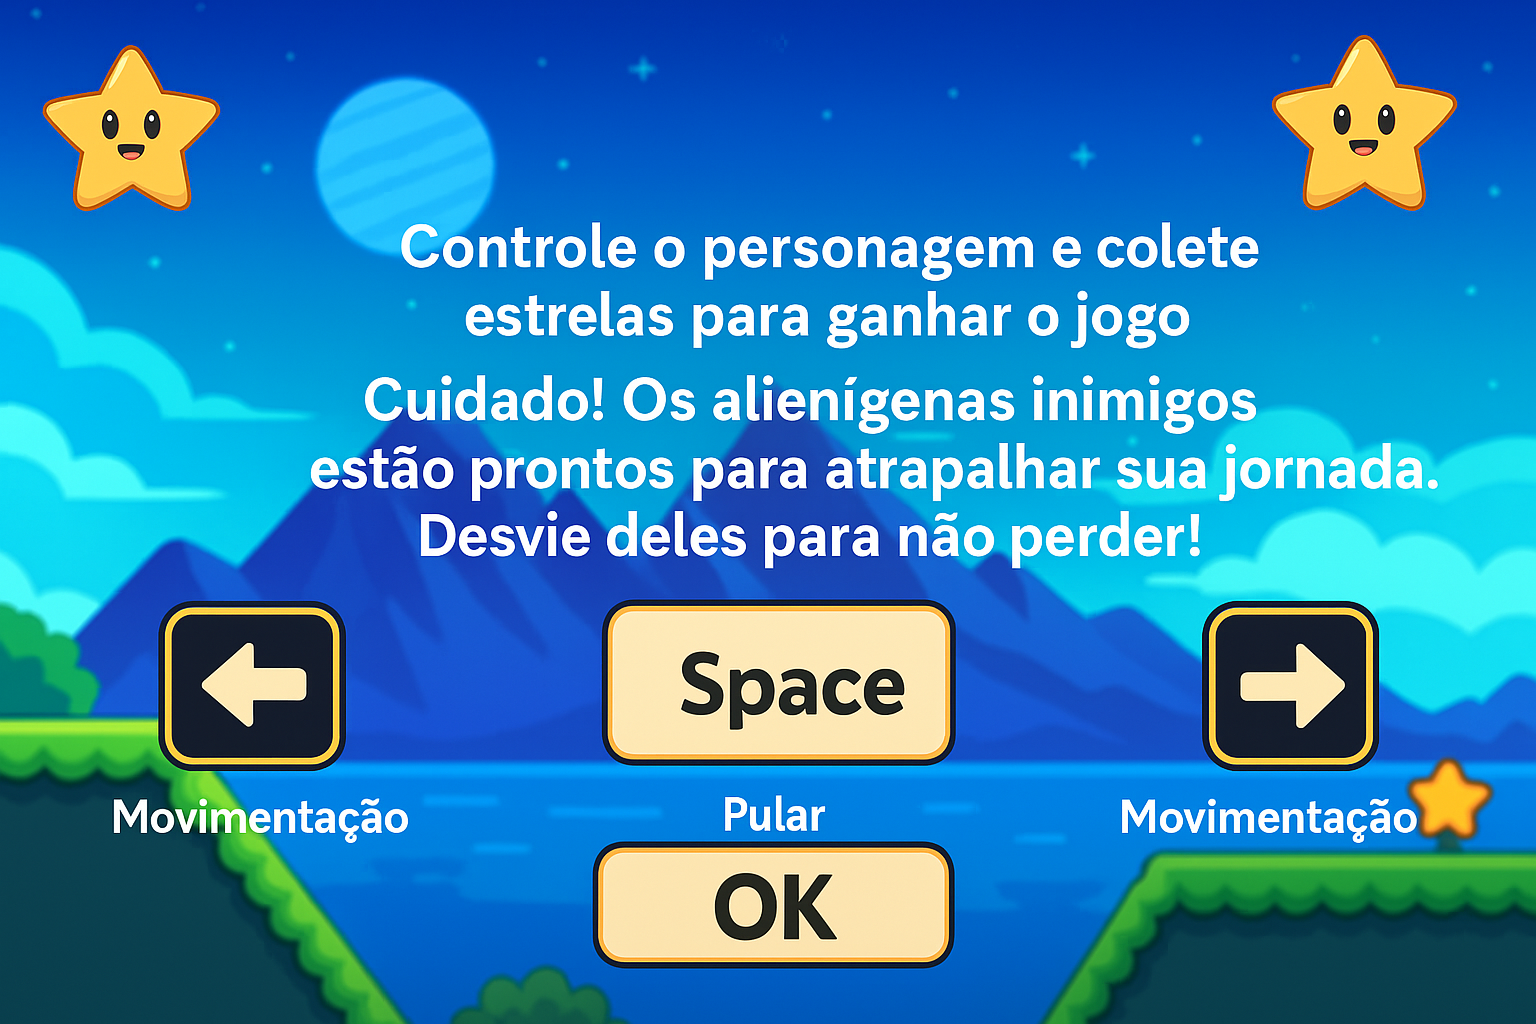 Controle o personagem e colete
estrelas para ganhar o jogo
Cuidado! Os alienígenas inimigos
estão prontos para atrapalhar sua jornada.
Desvie deles para não perder!
Space
Movimentação
Pular
Movimentação
OK